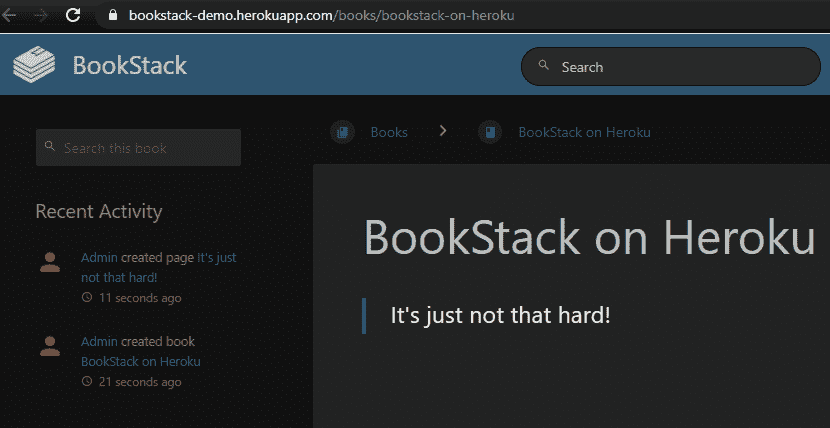 bookstack-demo.herokuapp.com/books/bookstack-on-heroku
BookStack
Search
Search this book
Books
BookStack on Heroku
Recent Activity
Admin created page It's just
not that hard!
11 seconds ago
Admin created book
BookStack on Heroku
21 seconds ago
BookStack on Heroku
It's just not that hard!